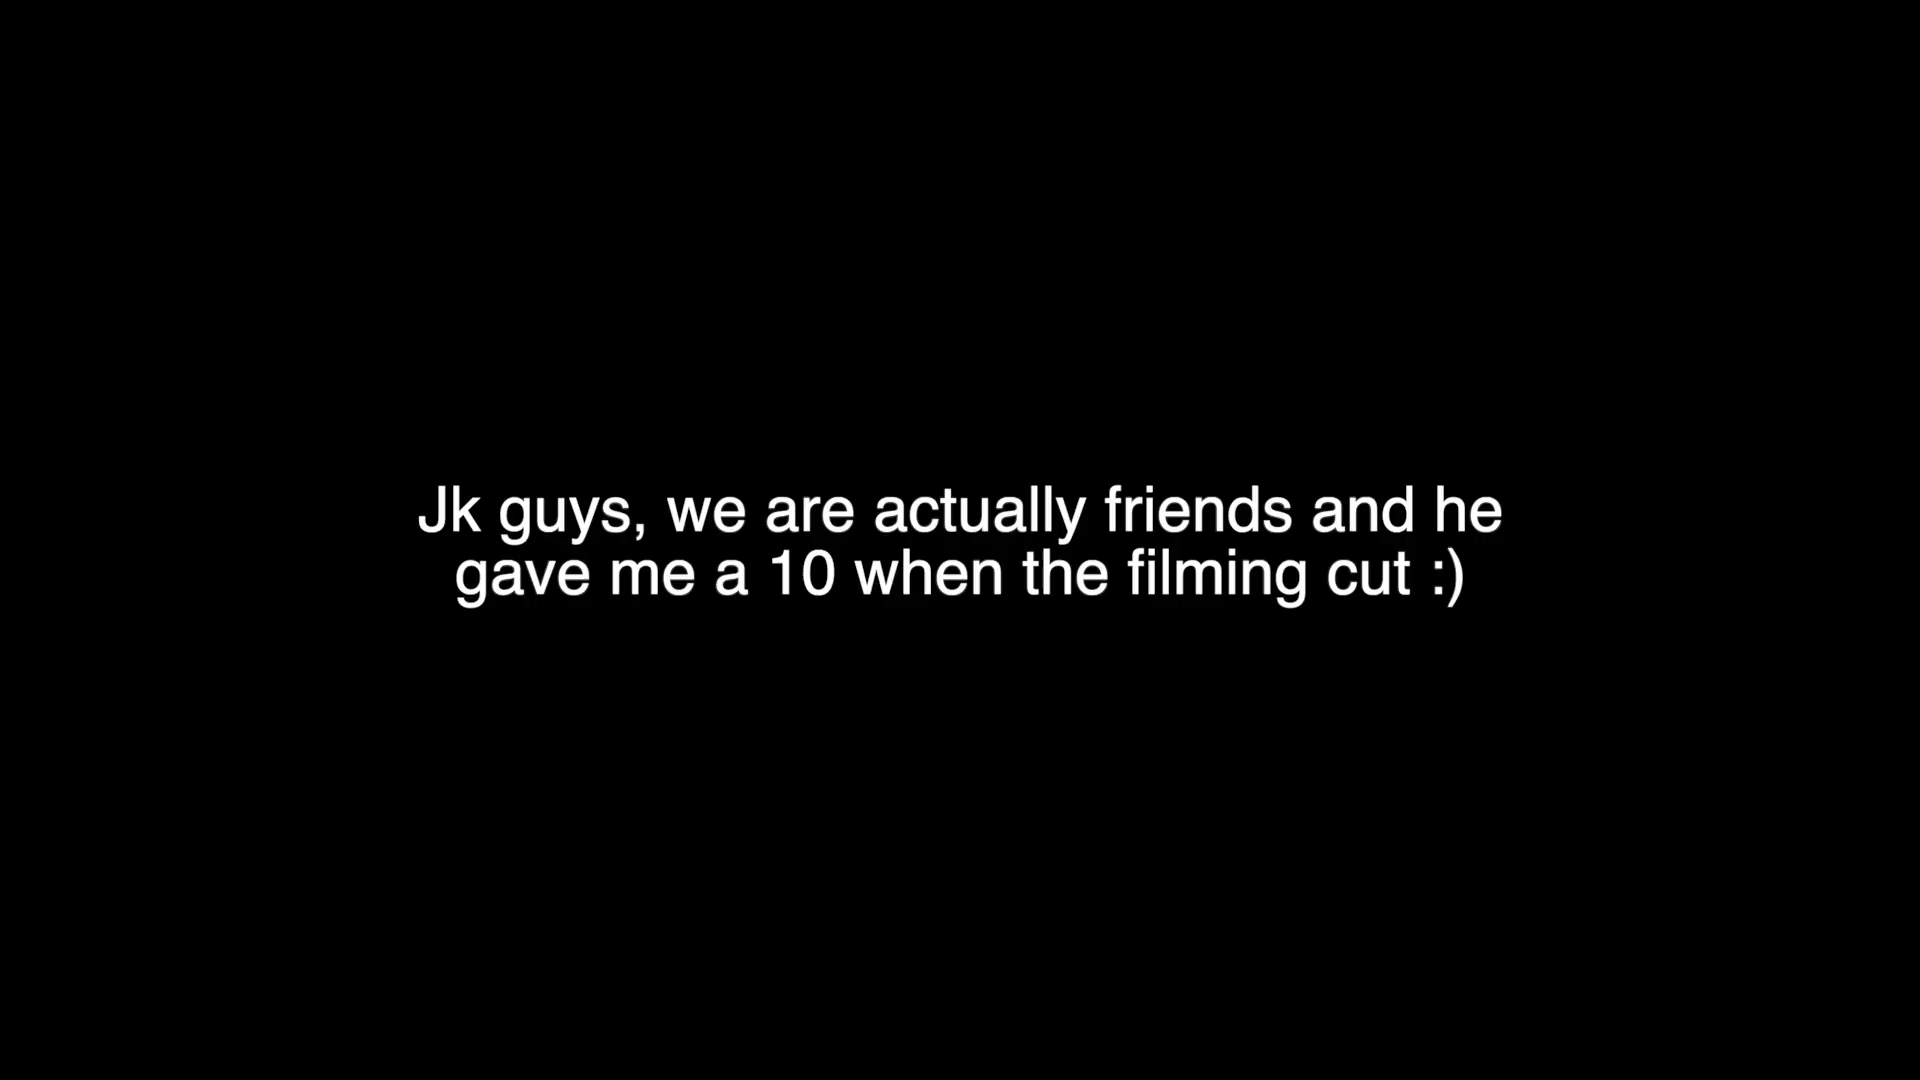 Jk guys, we are actually friends and he
gave me a 10 when the filming cut :)